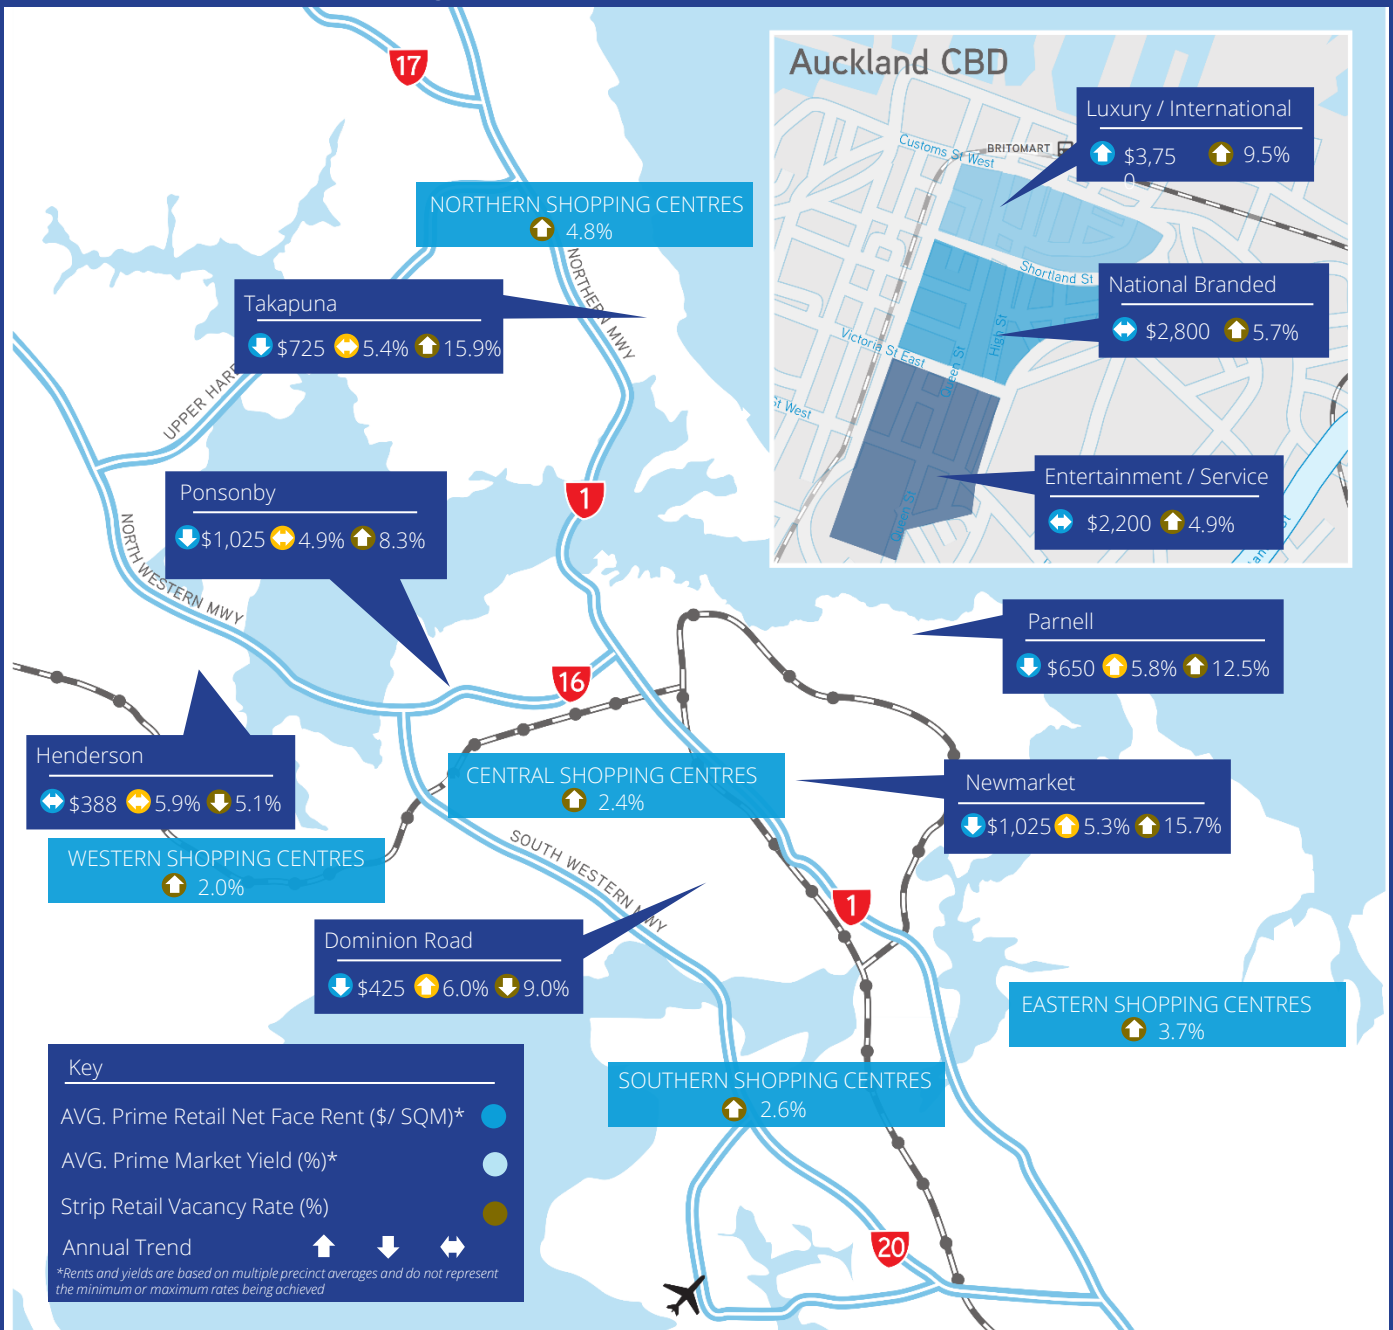 17
Auckland CBD
Luxury / International
$3,75
0
9.5%
Customs St West
BRITOMART
NORTHERN SHOPPING CENTRES
4.8%
NORTHERN MWY
Shortland St
National Branded
$2,800 5.7%
High St
Queen St
Victoria St East
Takapuna
$725 5.4% 15.9%
UPPER HAR
St West
Entertainment / Service
$2,200 4.9%
Queen St
Ponsonby
$1,025 4.9% 8.3%
1
NORTH WESTERN MWY
Parnell
$650 5.8% 12.5%
16
Henderson
$388 5.9% 5.1%
CENTRAL SHOPPING CENTRES
2.4%
Newmarket
$1,025 5.3% 15.7%
WESTERN SHOPPING CENTRES
2.0%
SOUTH WESTERN MWY
1
Dominion Road
$425 6.0% 9.0%
EASTERN SHOPPING CENTRES
3.7%
SOUTHERN SHOPPING CENTRES
2.6%
Key
AVG. Prime Retail Net Face Rent ($/ SQM)*
AVG. Prime Market Yield (%)*
Strip Retail Vacancy Rate (%)
Annual Trend
*Rents and yields are based on multiple precinct averages and do not represent
the minimum or maximum rates being achieved
20